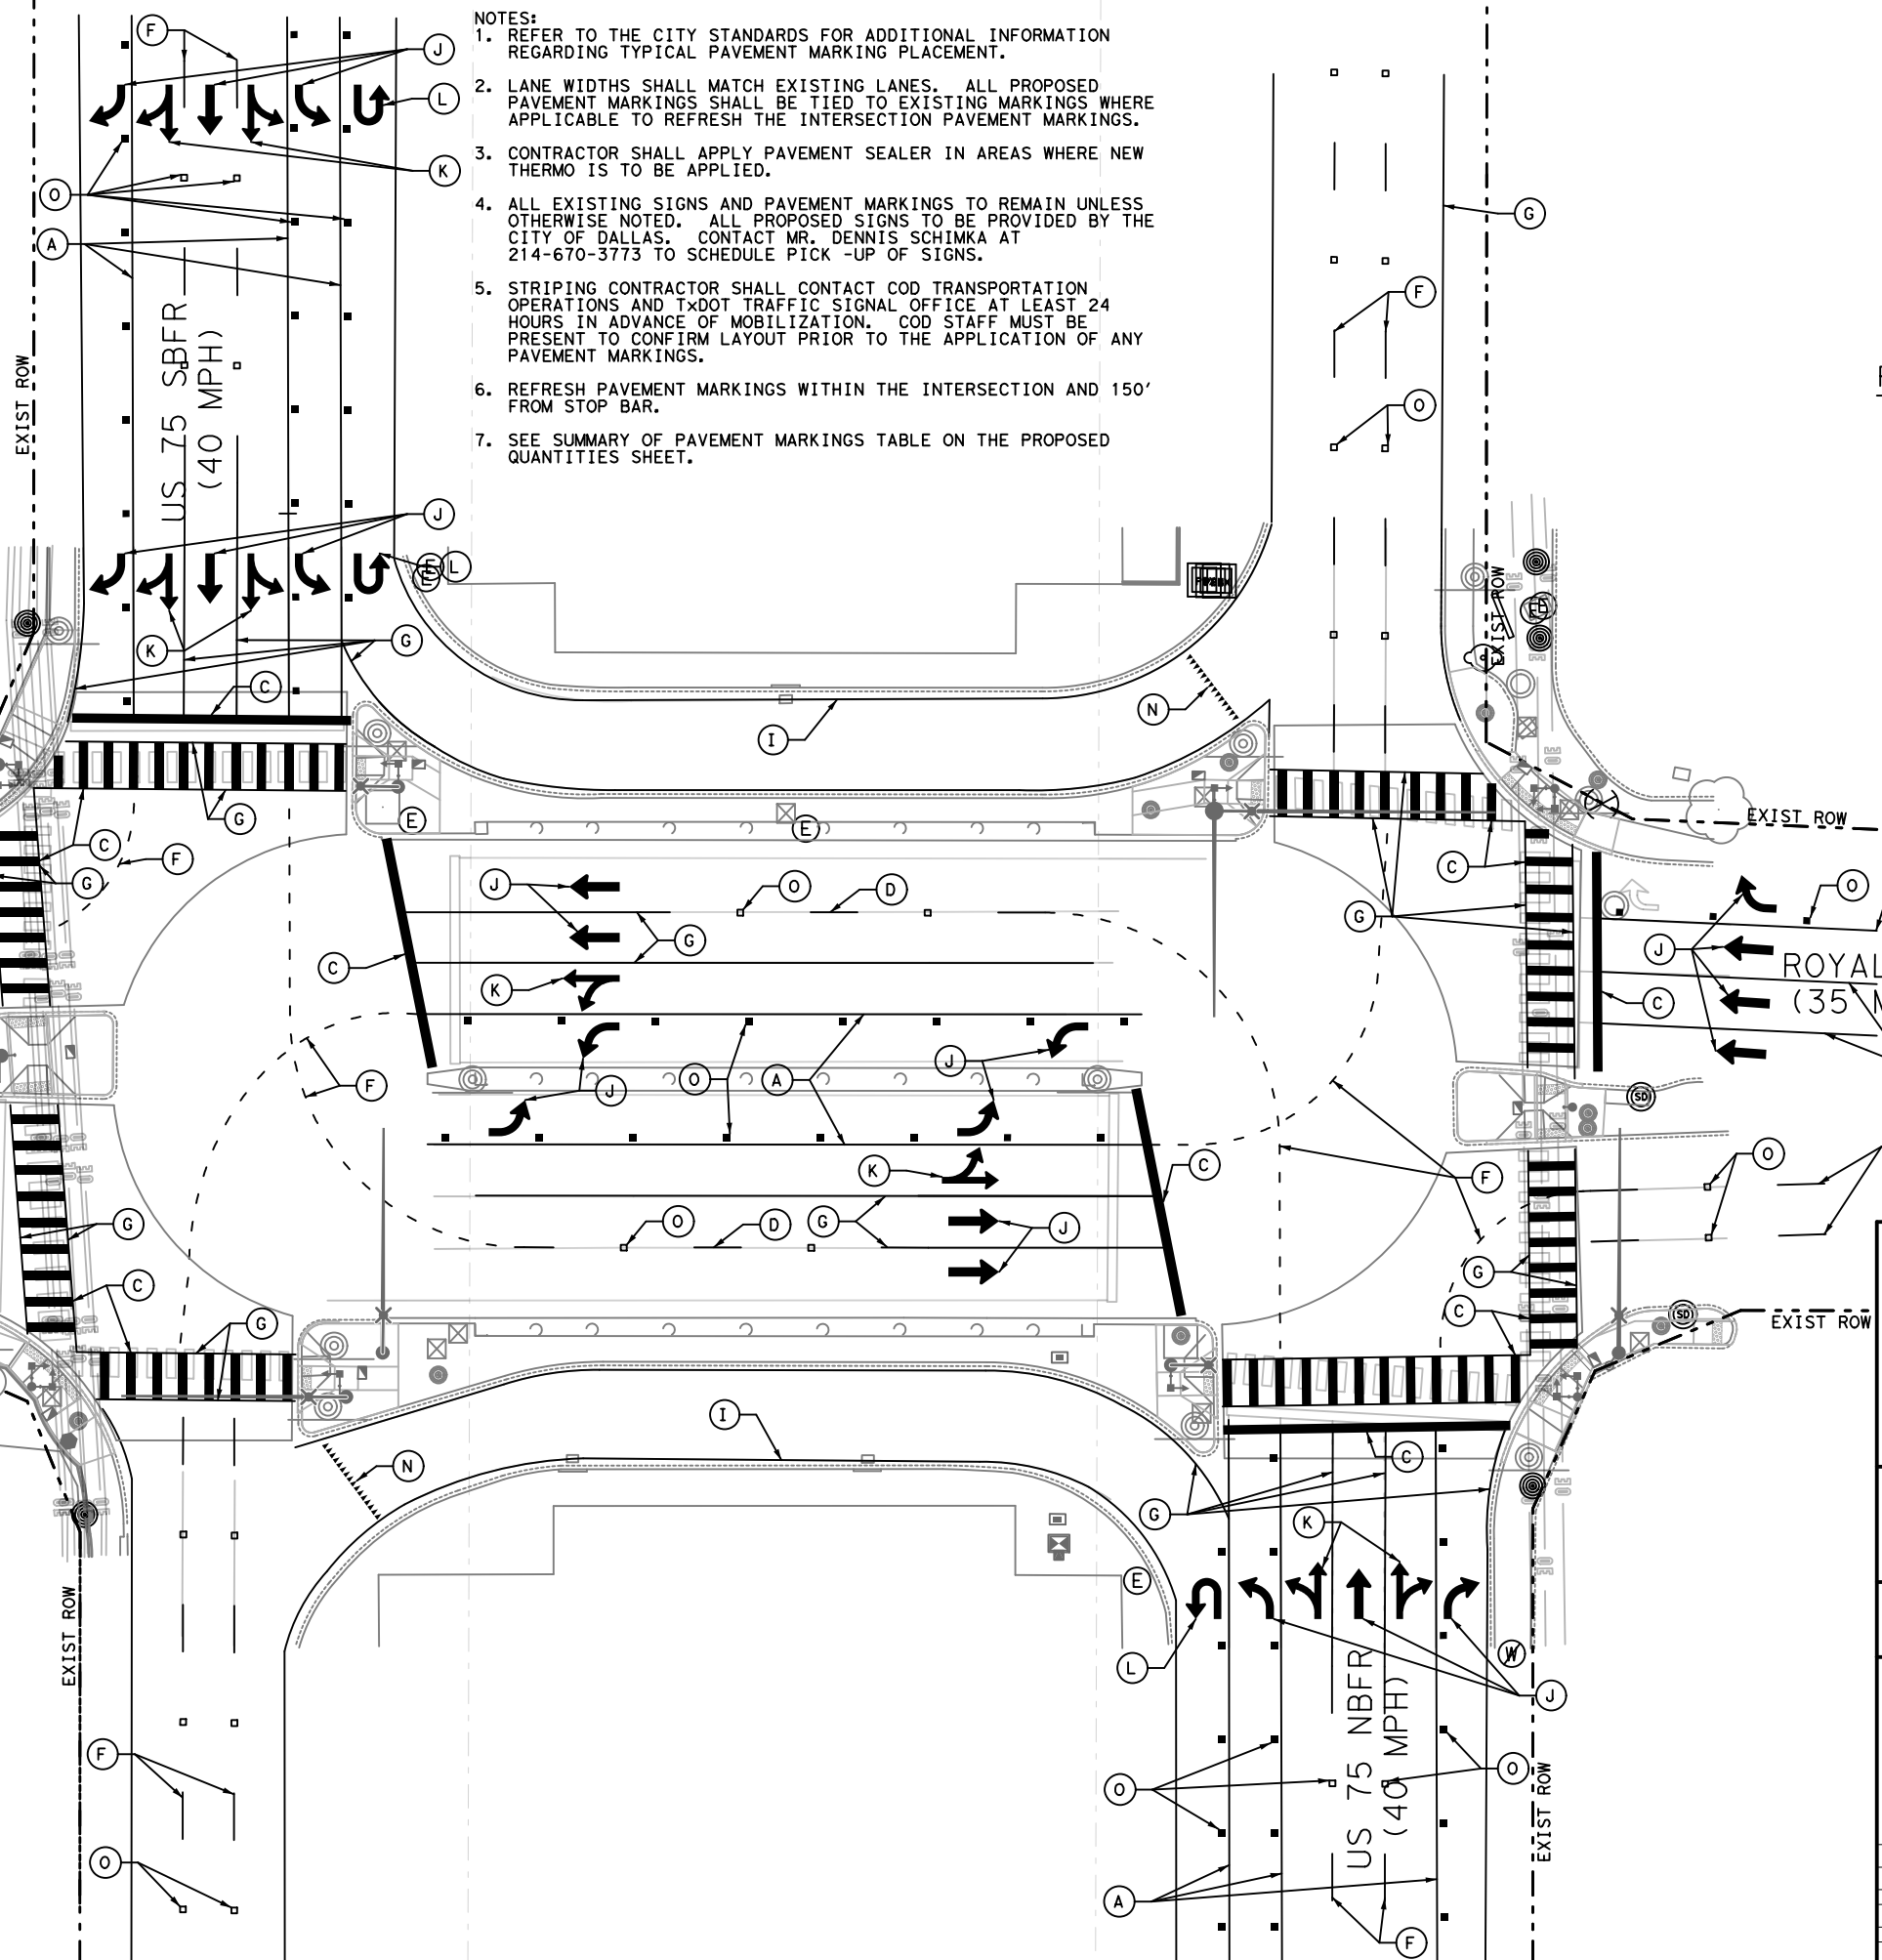 NOTES:
1. REFER TO THE CITY STANDARDS FOR ADDITIONAL INFORMATION
REGARDING TYPICAL PAVEMENT MARKING PLACEMENT.
2. LANE WIDTHS SHALL MATCH EXISTING LANES. ALL PROPOSED
PAVEMENT MARKINGS SHALL BE TIED TO EXISTING MARKINGS WHERE
APPLICABLE TO REFRESH THE INTERSECTION PAVEMENT MARKINGS.
3. CONTRACTOR SHALL APPLY PAVEMENT SEALER IN AREAS WHERE NEW
THERMO IS TO BE APPLIED.
4. ALL EXISTING SIGNS AND PAVEMENT MARKINGS TO REMAIN UNLESS
OTHERWISE NOTED. ALL PROPOSED SIGNS TO BE PROVIDED BY THE
CITY OF DALLAS. CONTACT MR. DENNIS SCHIMKA AT
214-670-3773 TO SCHEDULE PICK -UP OF SIGNS.
5. STRIPING CONTRACTOR SHALL CONTACT COD TRANSPORTATION
OPERATIONS AND TxDOT TRAFFIC SIGNAL OFFICE AT LEAST 24
HOURS IN ADVANCE OF MOBILIZATION. COD STAFF MUST BE
PRESENT TO CONFIRM LAYOUT PRIOR TO THE APPLICATION OF ANY
PAVEMENT MARKINGS.
6. REFRESH PAVEMENT MARKINGS WITHIN THE INTERSECTION AND 150'
FROM STOP BAR.
7. SEE SUMMARY OF PAVEMENT MARKINGS TABLE ON THE PROPOSED
QUANTITIES SHEET.
F
J
L
K
O
A
G
F
O
EXIST ROW
US 75 SBFR
(40 MPH)
J
E
L
E
K
G
C
N
I
EXIST ROW
E
G
E
E
EXIST ROW
C
F
G
C
G
J
O
D
O
G
C
K
J
ROYAL
(35
C
F
J
O
A
J
F
SD
K
C
O
F
G
O
D
G
J
G
C
C
SD
EXIST ROW
G
I
N
C
G
K
E
EXIST ROW
L
W
J
US 75 NBFR
(40 MPH)
F
O
O
EXIST ROW
O
A
F